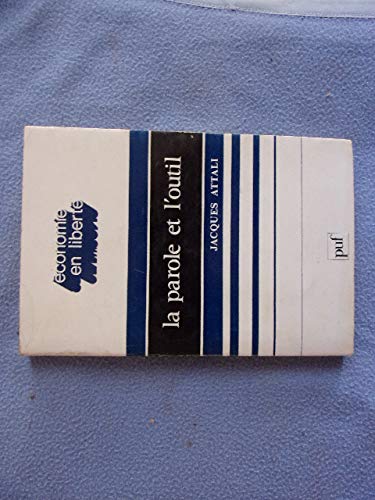 économie
en liberté
la parole et l'outil
JACQUES ATTALI
puf